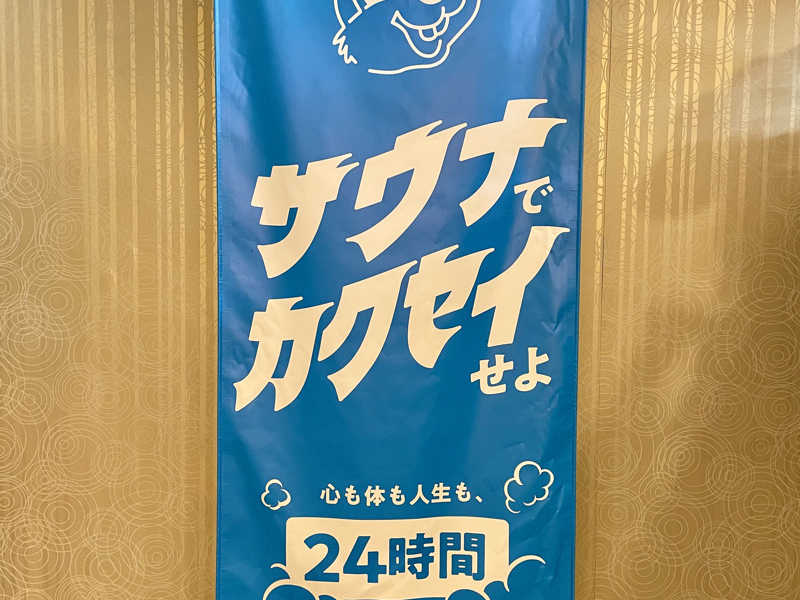 サウナで
カクセイせよ
心も体も人生も、
24時間